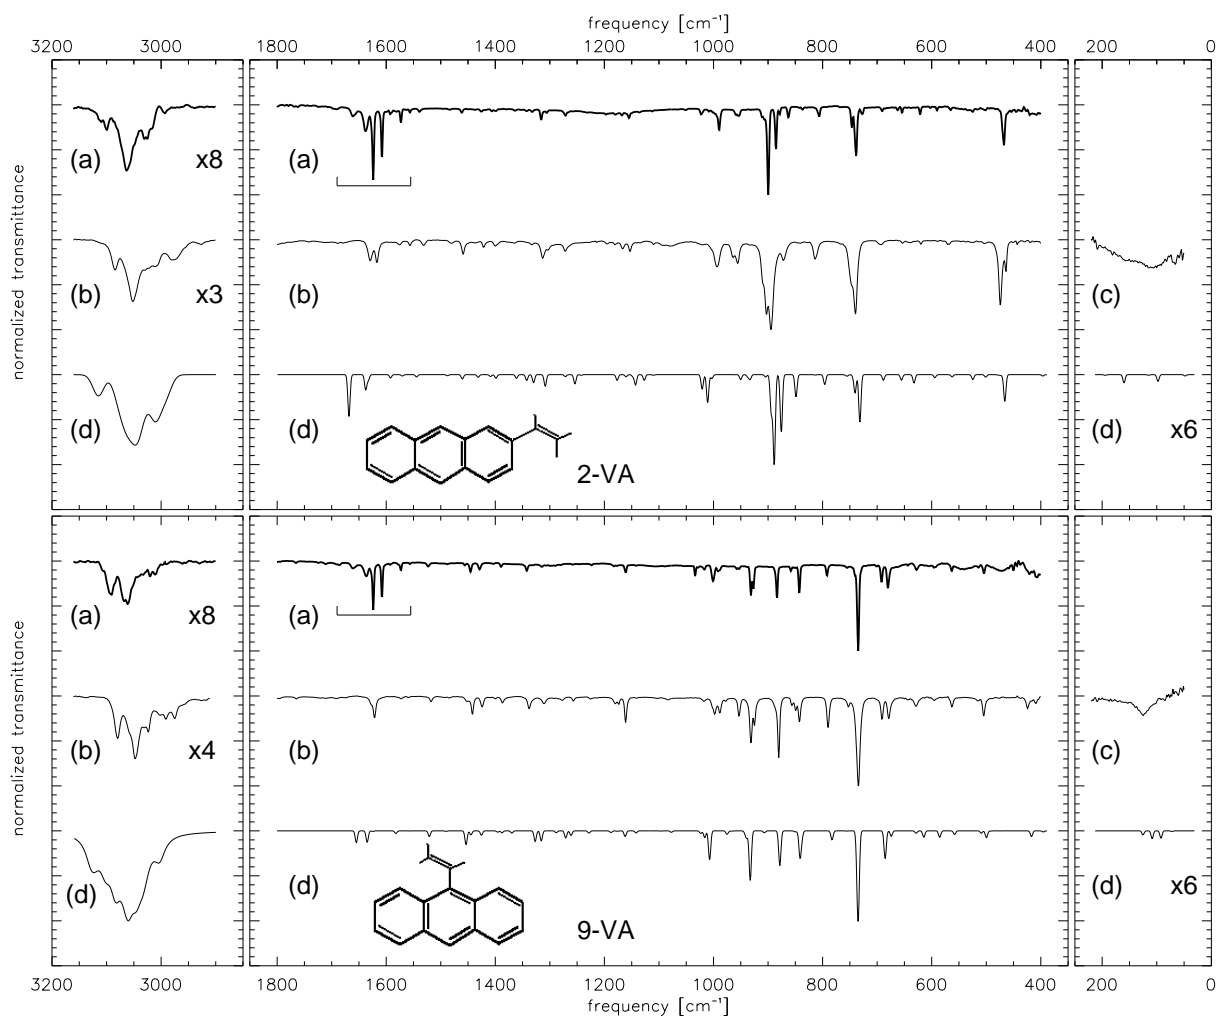 frequency [cm⁻¹]
3200 3000 1800 1600 1400 1200 1000 800 600 400 200 0
normalized transmittance
(a) x8 (a)
(b) x3 (b) (c)
(d) (d) (d) x6
2-VA
normalized transmittance
(a) x8 (a)
(b) x4 (b) (c)
(d) (d) (d) x6
9-VA
3200 3000 1800 1600 1400 1200 1000 800 600 400 200 0
frequency [cm⁻¹]